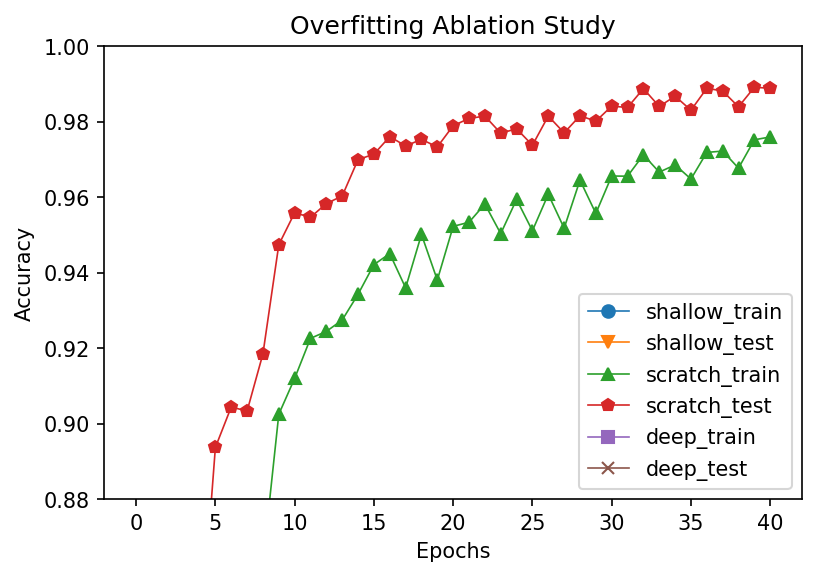 Overfitting Ablation Study
1.00
0.98
0.96
0.94
0.92
0.90
0.88
Accuracy
shallow_train
shallow_test
scratch_train
scratch_test
deep_train
deep_test
0 5 10 15 20 25 30 35 40
Epochs